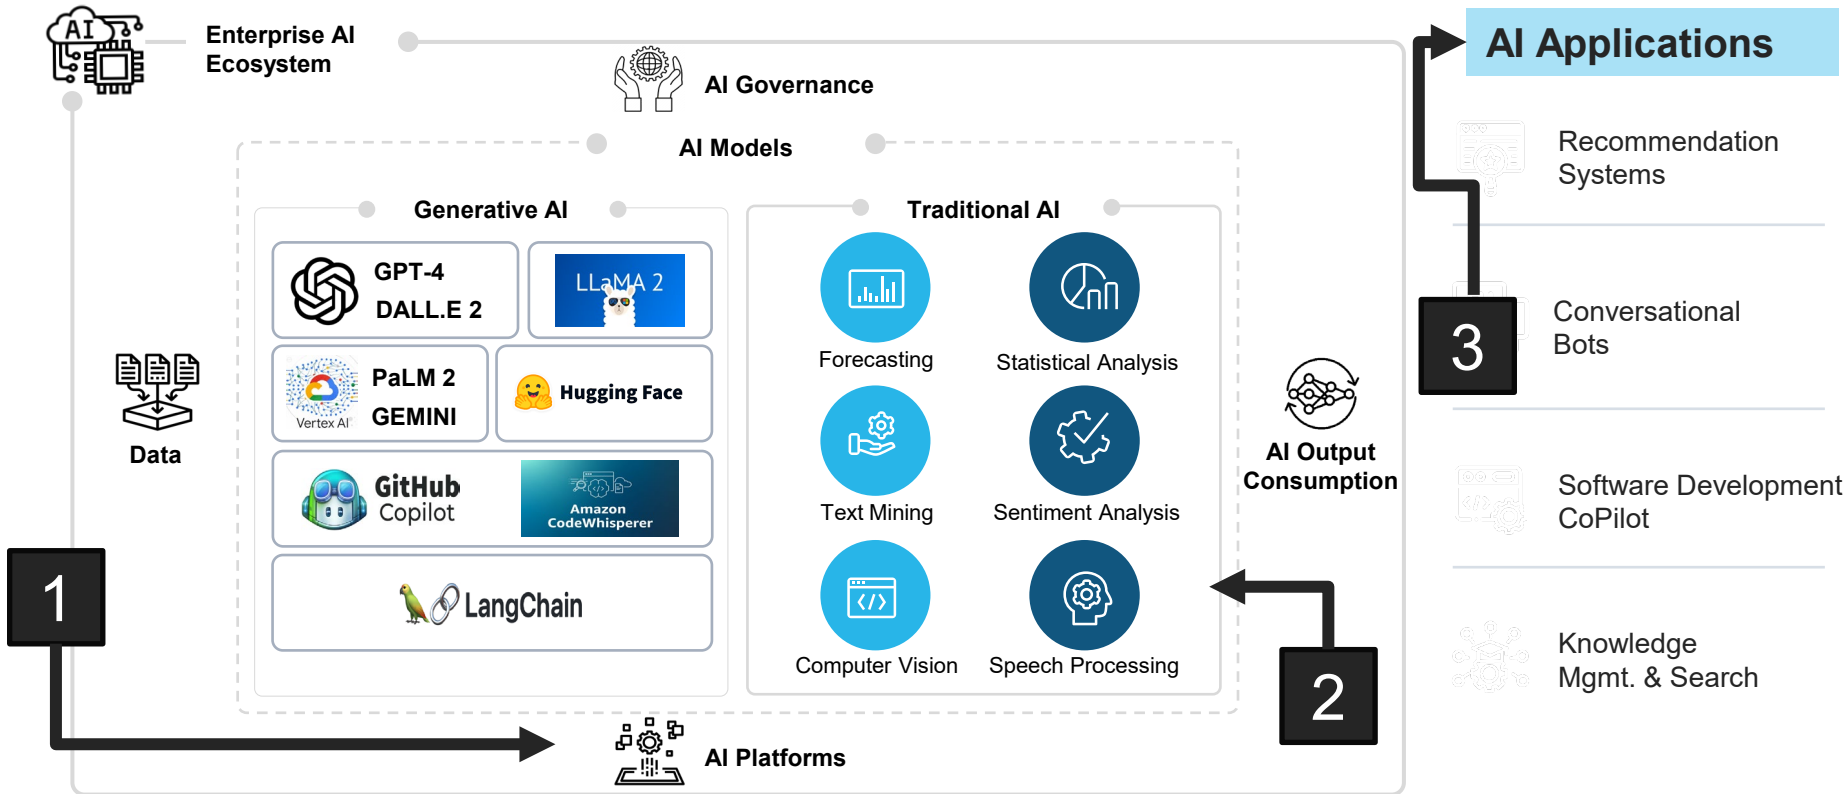 AI
Enterprise AI
Ecosystem
AI Governance
AI Applications
AI Models
Generative AI
Traditional AI
GPT-4
DALL.E 2
LLaMA 2
PaLM 2
GEMINI
Vertex AI
Hugging Face
GitHub
Copilot
Amazon
CodeWhisperer
LangChain
Forecasting
Statistical Analysis
Text Mining
Sentiment Analysis
</>
Computer Vision
Speech Processing
Data
AI Output
Consumption
AI Platforms
1
2
3
Recommendation
Systems
Conversational
Bots
</>
Software Development
CoPilot
Knowledge
Mgmt. & Search